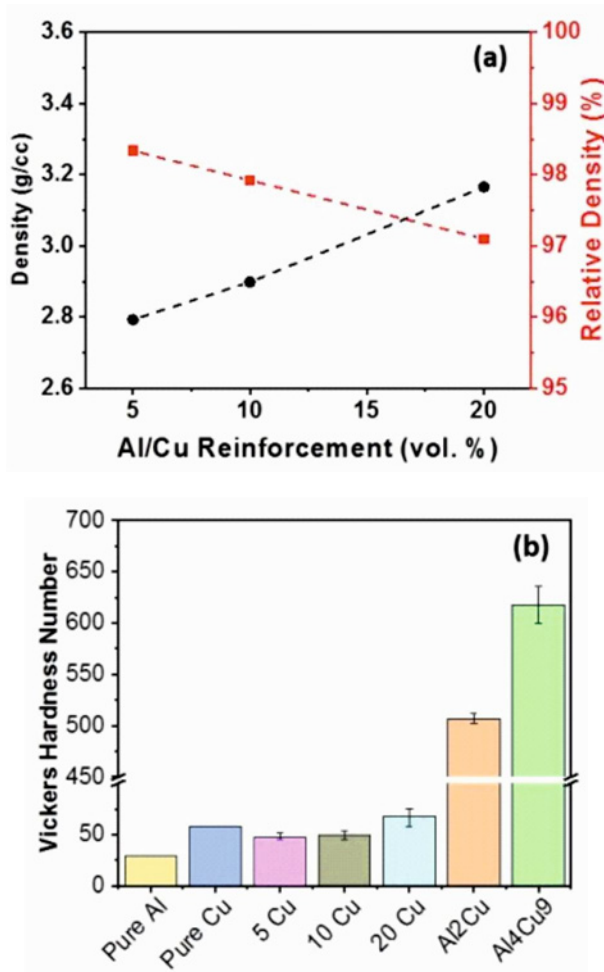 (a)
Density (g/cc)
3.6
3.4
3.2
3.0
2.8
2.6
100
99
98
97
96
95
Relative Density (%)
5
10
15
20
Al/Cu Reinforcement (vol. %)
(b)
Vickers Hardness Number
700
650
600
550
500
450
50
0
Pure Al
Pure Cu
5 Cu
10 Cu
20 Cu
Al2Cu
Al4Cu9